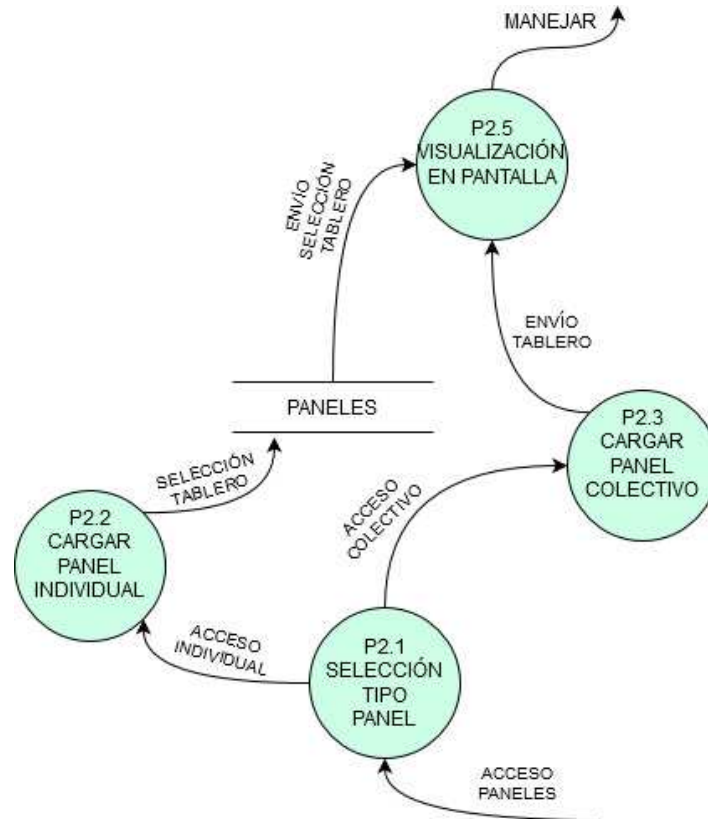 MANEJAR
P2.5
VISUALIZACIÓN
EN PANTALLA
ENVÍO
SELECCIÓN
TABLERO
ENVÍO
TABLERO
PANELES
P2.3
CARGAR
PANEL
COLECTIVO
SELECCIÓN
TABLERO
ACCESO
COLECTIVO
P2.2
CARGAR
PANEL
INDIVIDUAL
ACCESO
INDIVIDUAL
P2.1
SELECCIÓN
TIPO
PANEL
ACCESO
PANELES